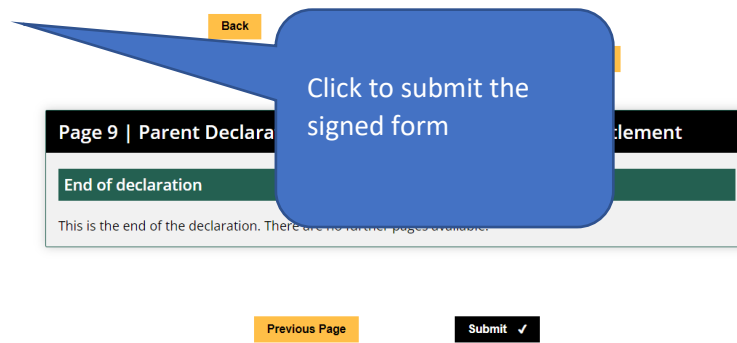 Back
Click to submit the
signed form
Page 9 | Parent Declara
tlement
End of declaration
This is the end of the declaration. There are no further pages available.
Previous Page
Submit ✓